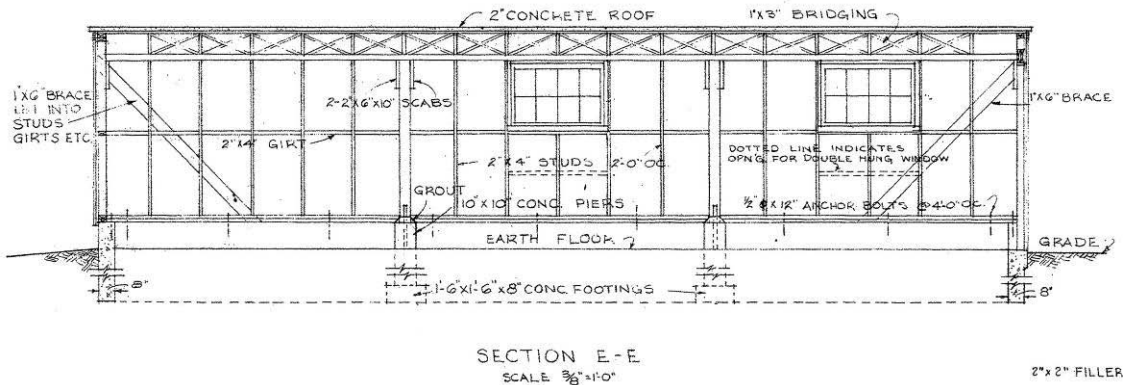 2" CONCRETE ROOF
1"X3" BRIDGING
1"X6" BRACE
LET INTO
STUDS
GIRTS ETC.
2-2"X6"X10" SCABS
1"X6" BRACE
2"X4" GIRT
2"X4" STUDS 2'-0" O.C.
DOTTED LINE INDICATES
OPN'G FOR DOUBLE HUNG WINDOW
GROUT
10"X10" CONC. PIERS
½"φ X 12" ANCHOR BOLTS @ 4'-0" O.C.
EARTH FLOOR
GRADE
8"
1'-6"X1'-6"X8" CONC. FOOTINGS
8"
SECTION E-E
SCALE ⅜"=1'-0"
2"x2" FILLER